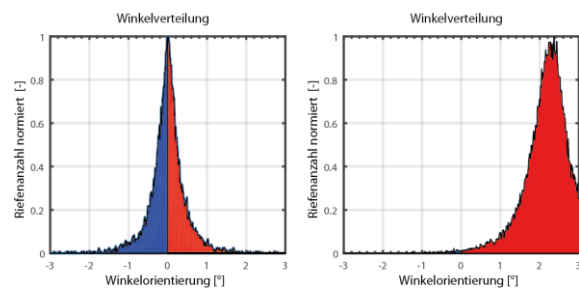 Winkelverteilung
Riefenanzahl normiert [-]
1
0.8
0.6
0.4
0.2
0
-3 -2 -1 0 1 2 3
Winkelorientierung [°]
Winkelverteilung
Riefenanzahl normiert [-]
1
0.8
0.6
0.4
0.2
0
-3 -2 -1 0 1 2 3
Winkelorientierung [°]